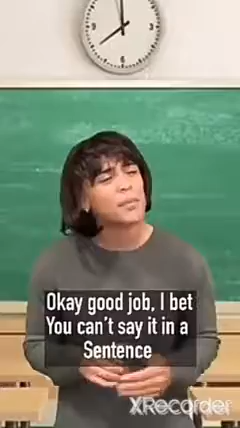 Okay good job, I bet
You can't say it in a
Sentence
XRecorder